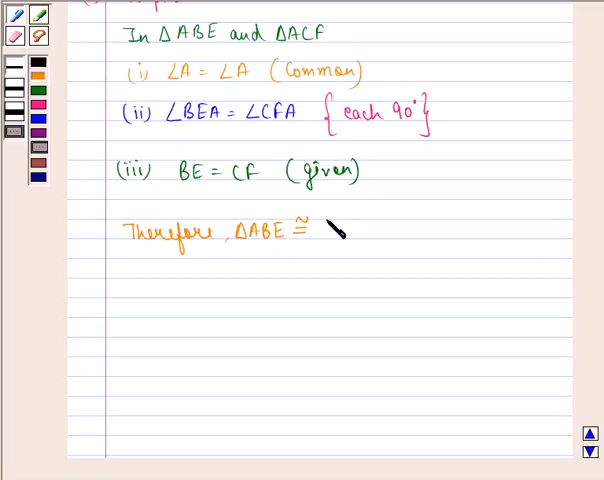 In ΔABE and ΔACF
(i) ∠A = ∠A (Common)
(ii) ∠BEA = ∠CFA {each 90°}
(iii) BE = CF (given)
Therefore, ΔABE ≅